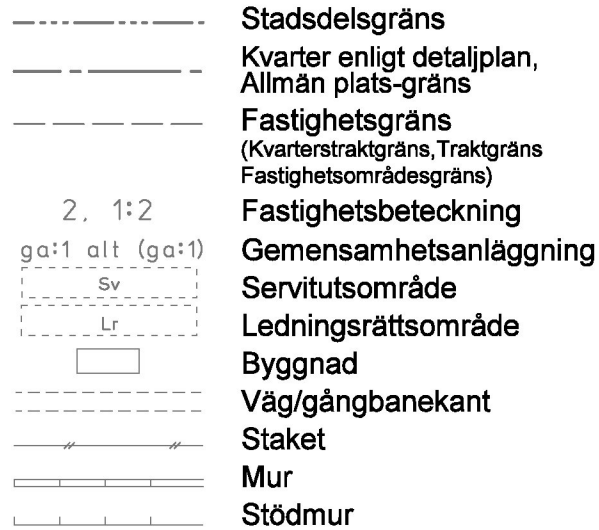 Stadsdelsgräns
Kvarter enligt detaljplan,
Allmän plats-gräns
Fastighetsgräns
(Kvarterstraktgräns,Traktgräns
Fastighetsområdesgräns)
2, 1:2 Fastighetsbeteckning
ga:1 alt (ga:1) Gemensamhetsanläggning
Sv Servitutsområde
Lr Ledningsrättsområde
Byggnad
Väg/gångbanekant
Staket
Mur
Stödmur